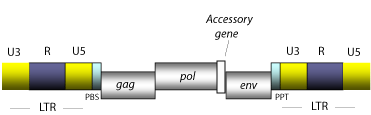 Accessory
gene
U3 R U5 U3 R U5
pol
gag env
PBS PPT
LTR LTR